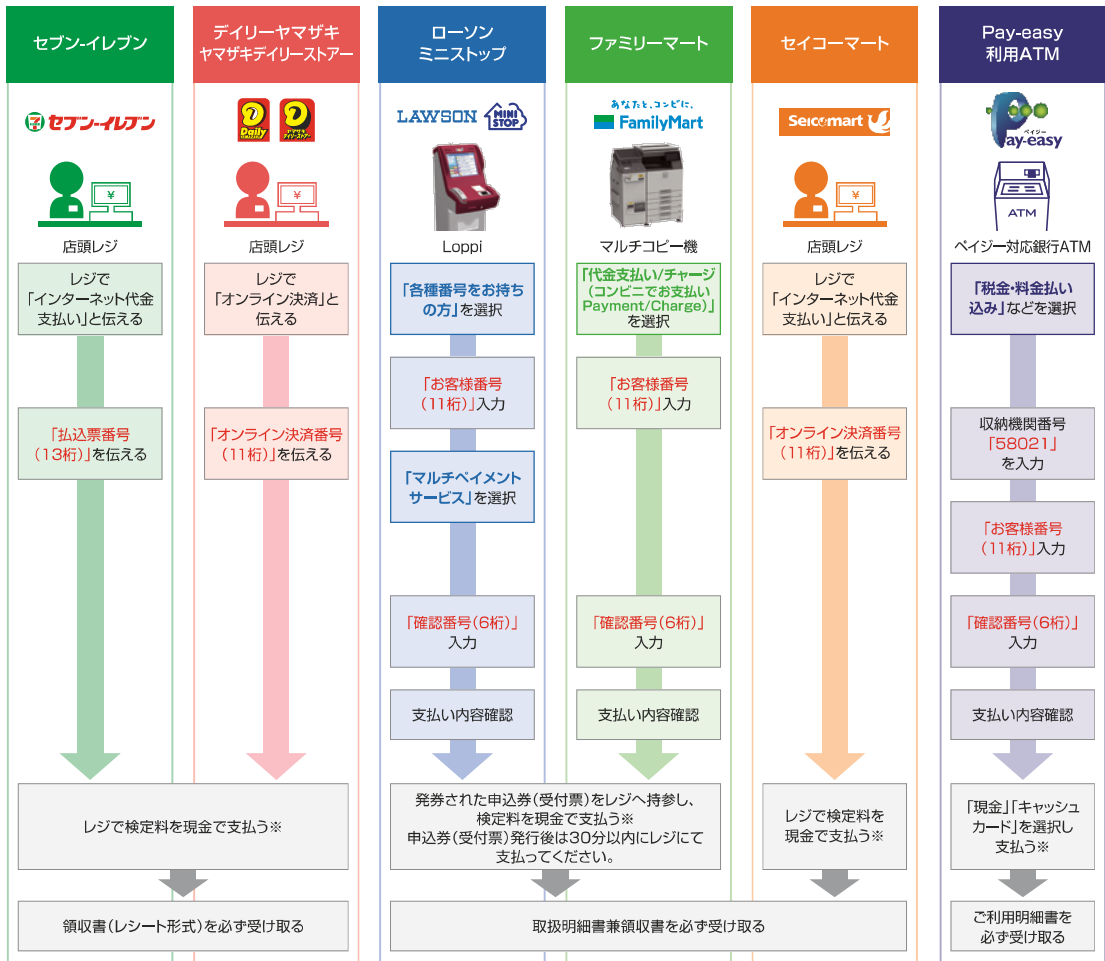 セブン-イレブン
デイリーヤマザキ
ヤマザキデイリーストアー
ローソン
ミニストップ
ファミリーマート
セイコーマート
Pay-easy
利用ATM
セブン-イレブン
Daily
ヤマザキ
デイリーストアー
LAWSON
MINI
STOP
あなたと、コンビに、
FamilyMart
Seicomart
ペイジー
Pay-easy
¥
¥
¥
ATM
店頭レジ
店頭レジ
Loppi
マルチコピー機
店頭レジ
ペイジー対応銀行ATM
レジで
「インターネット代金
支払い」と伝える
「払込票番号
(13桁)」を伝える
レジで
「オンライン決済」と
伝える
「オンライン決済番号
(11桁)」を伝える
「各種番号をお持ち
の方」を選択
「お客様番号
(11桁)」入力
「マルチペイメント
サービス」を選択
「確認番号(6桁)」
入力
支払い内容確認
「代金支払い/チャージ
(コンビニでお支払い
Payment/Charge)」
を選択
「お客様番号
(11桁)」入力
「確認番号(6桁)」
入力
支払い内容確認
レジで
「インターネット代金
支払い」と伝える
「オンライン決済番号
(11桁)」を伝える
「税金・料金払い
込み」などを選択
収納機関番号
「58021」
を入力
「お客様番号
(11桁)」入力
「確認番号(6桁)」
入力
支払い内容確認
レジで検定料を現金で支払う※
発券された申込券(受付票)をレジへ持参し、
検定料を現金で支払う※
申込券(受付票)発行後は30分以内にレジにて
支払ってください。
レジで検定料を
現金で支払う※
「現金」「キャッシュ
カード」を選択し
支払う※
領収書(レシート形式)を必ず受け取る
取扱明細書兼領収書を必ず受け取る
ご利用明細書を
必ず受け取る